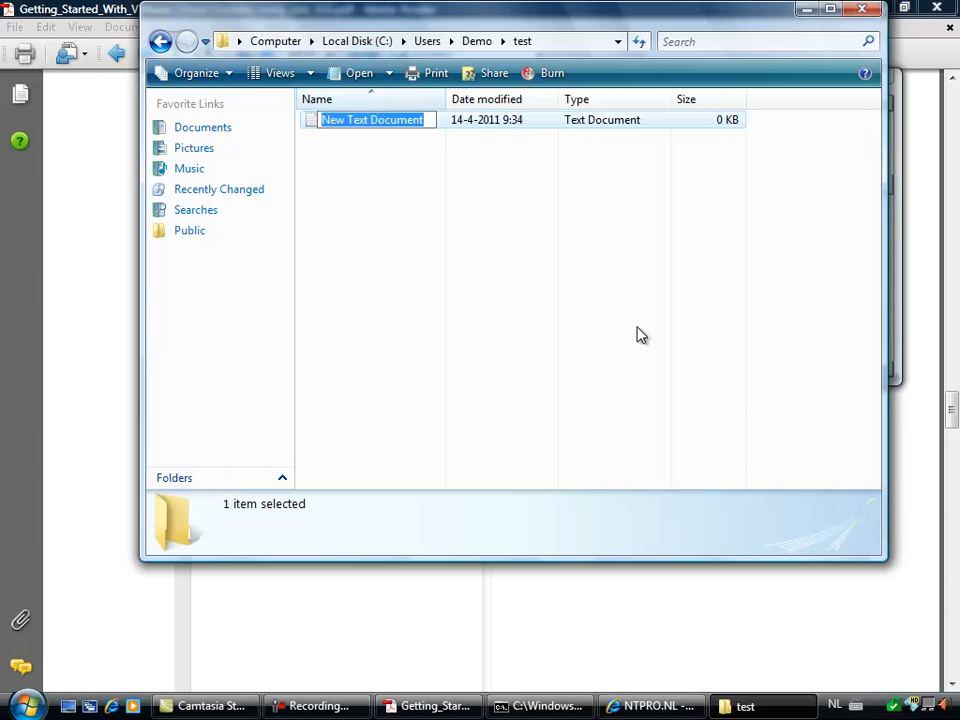 Getting_Started_With_V
File Edit View Docum
Computer Local Disk (C:) Users Demo test
Search
Organize Views Open Print Share Burn
Favorite Links
Documents
Pictures
Music
Recently Changed
Searches
Public
Folders
Name Date modified Type Size
New Text Document 14-4-2011 9:34 Text Document 0 KB
1 item selected
Camtasia St... Recording... Getting_Star... C:\Windows... NTPRO.NL - ... test NL